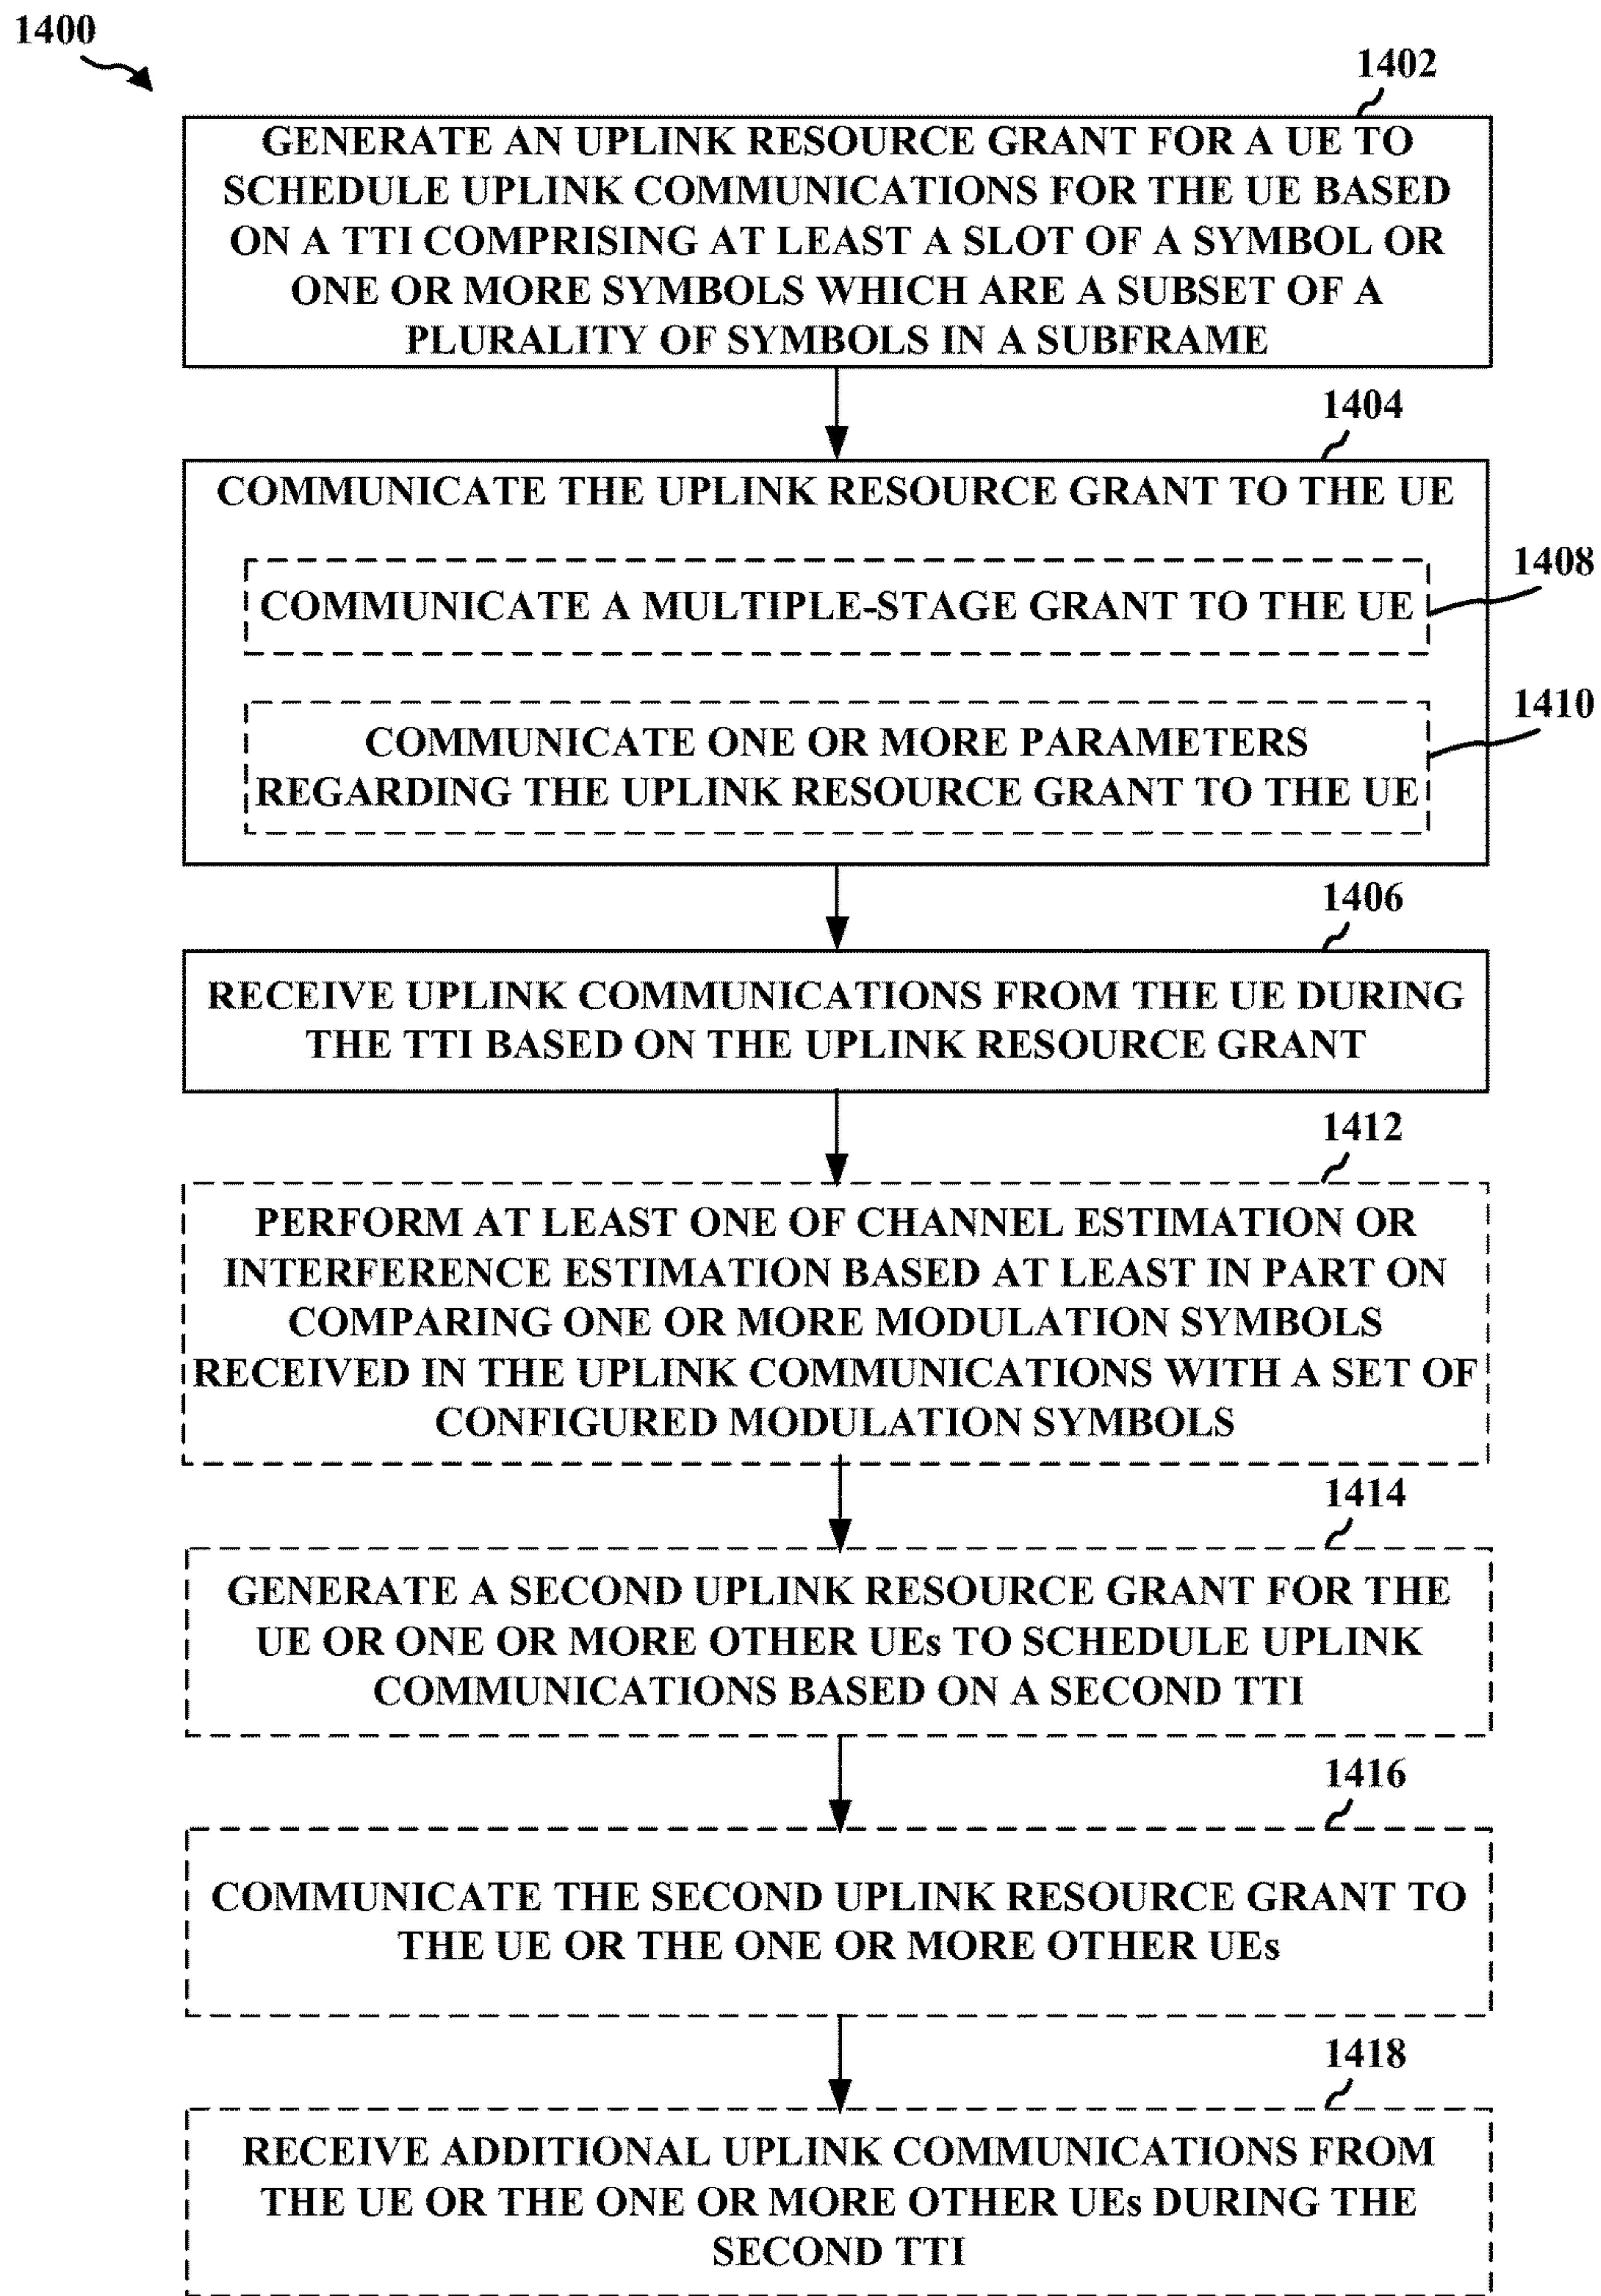 1400
1402
GENERATE AN UPLINK RESOURCE GRANT FOR A UE TO
SCHEDULE UPLINK COMMUNICATIONS FOR THE UE BASED
ON A TTI COMPRISING AT LEAST A SLOT OF A SYMBOL OR
ONE OR MORE SYMBOLS WHICH ARE A SUBSET OF A
PLURALITY OF SYMBOLS IN A SUBFRAME
1404
COMMUNICATE THE UPLINK RESOURCE GRANT TO THE UE
1408
COMMUNICATE A MULTIPLE-STAGE GRANT TO THE UE
1410
COMMUNICATE ONE OR MORE PARAMETERS
REGARDING THE UPLINK RESOURCE GRANT TO THE UE
1406
RECEIVE UPLINK COMMUNICATIONS FROM THE UE DURING
THE TTI BASED ON THE UPLINK RESOURCE GRANT
1412
PERFORM AT LEAST ONE OF CHANNEL ESTIMATION OR
INTERFERENCE ESTIMATION BASED AT LEAST IN PART ON
COMPARING ONE OR MORE MODULATION SYMBOLS
RECEIVED IN THE UPLINK COMMUNICATIONS WITH A SET OF
CONFIGURED MODULATION SYMBOLS
1414
GENERATE A SECOND UPLINK RESOURCE GRANT FOR THE
UE OR ONE OR MORE OTHER UEs TO SCHEDULE UPLINK
COMMUNICATIONS BASED ON A SECOND TTI
1416
COMMUNICATE THE SECOND UPLINK RESOURCE GRANT TO
THE UE OR THE ONE OR MORE OTHER UEs
1418
RECEIVE ADDITIONAL UPLINK COMMUNICATIONS FROM
THE UE OR THE ONE OR MORE OTHER UEs DURING THE
SECOND TTI